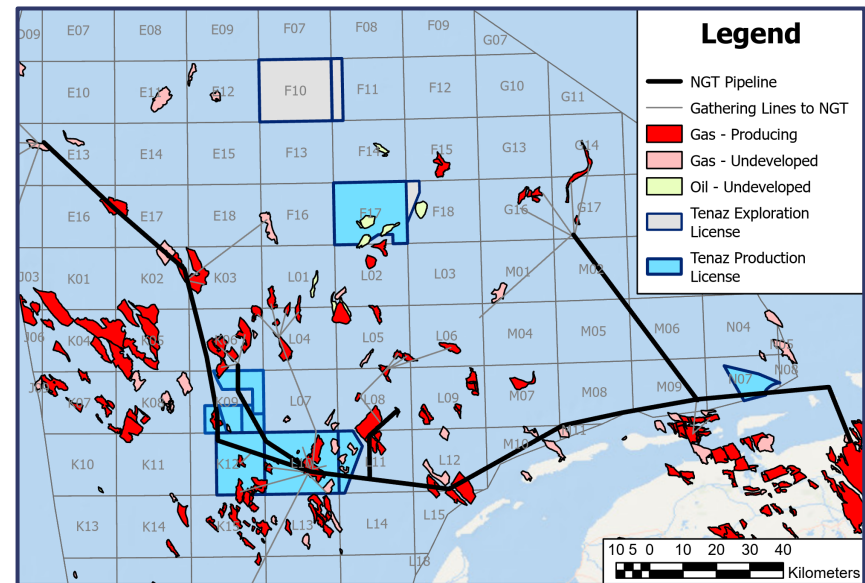 Legend
NGT Pipeline
Gathering Lines to NGT
Gas - Producing
Gas - Undeveloped
Oil - Undeveloped
Tenaz Exploration
License
Tenaz Production
License
E07 E08 E09 F07 F08 F09
G07
E10 E11 E12 F10 F11 F12 G10 G11
E13 E14 E15 F13 F14 F15 G13 G14
E16 E17 E18 F16 F17 F18 G16 G17
J03 K01 K02 K03 L01 L02 L03 M01 M02
J06 K04 K05 K06 L04 L05 L06 M04 M05 M06 N04 N05
K07 K08 K09 L07 L08 L09 M07 M08 M09 N07 N08
K10 K11 K12 L10 L11 L12 M10 M11
K13 K14 K15 L13 L14 L15
L18
10 5 0 10 20 30 40
Kilometers